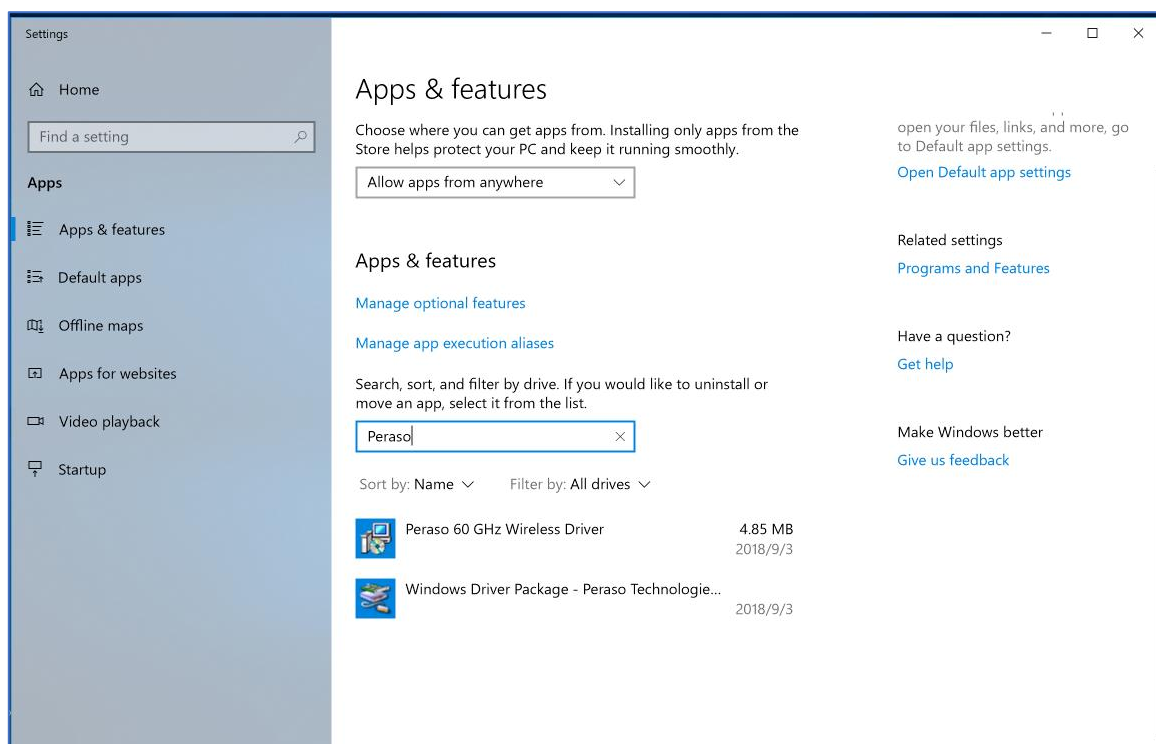 Settings
Home
Find a setting
Apps
Apps & features
Default apps
Offline maps
Apps for websites
Video playback
Startup
Apps & features
Choose where you can get apps from. Installing only apps from the
Store helps protect your PC and keep it running smoothly.
Allow apps from anywhere
Apps & features
Manage optional features
Manage app execution aliases
Search, sort, and filter by drive. If you would like to uninstall or
move an app, select it from the list.
Peraso
Sort by: Name
Filter by: All drives
Peraso 60 GHz Wireless Driver
4.85 MB
2018/9/3
Windows Driver Package - Peraso Technologie...
2018/9/3
open your files, links, and more, go
to Default app settings.
Open Default app settings
Related settings
Programs and Features
Have a question?
Get help
Make Windows better
Give us feedback